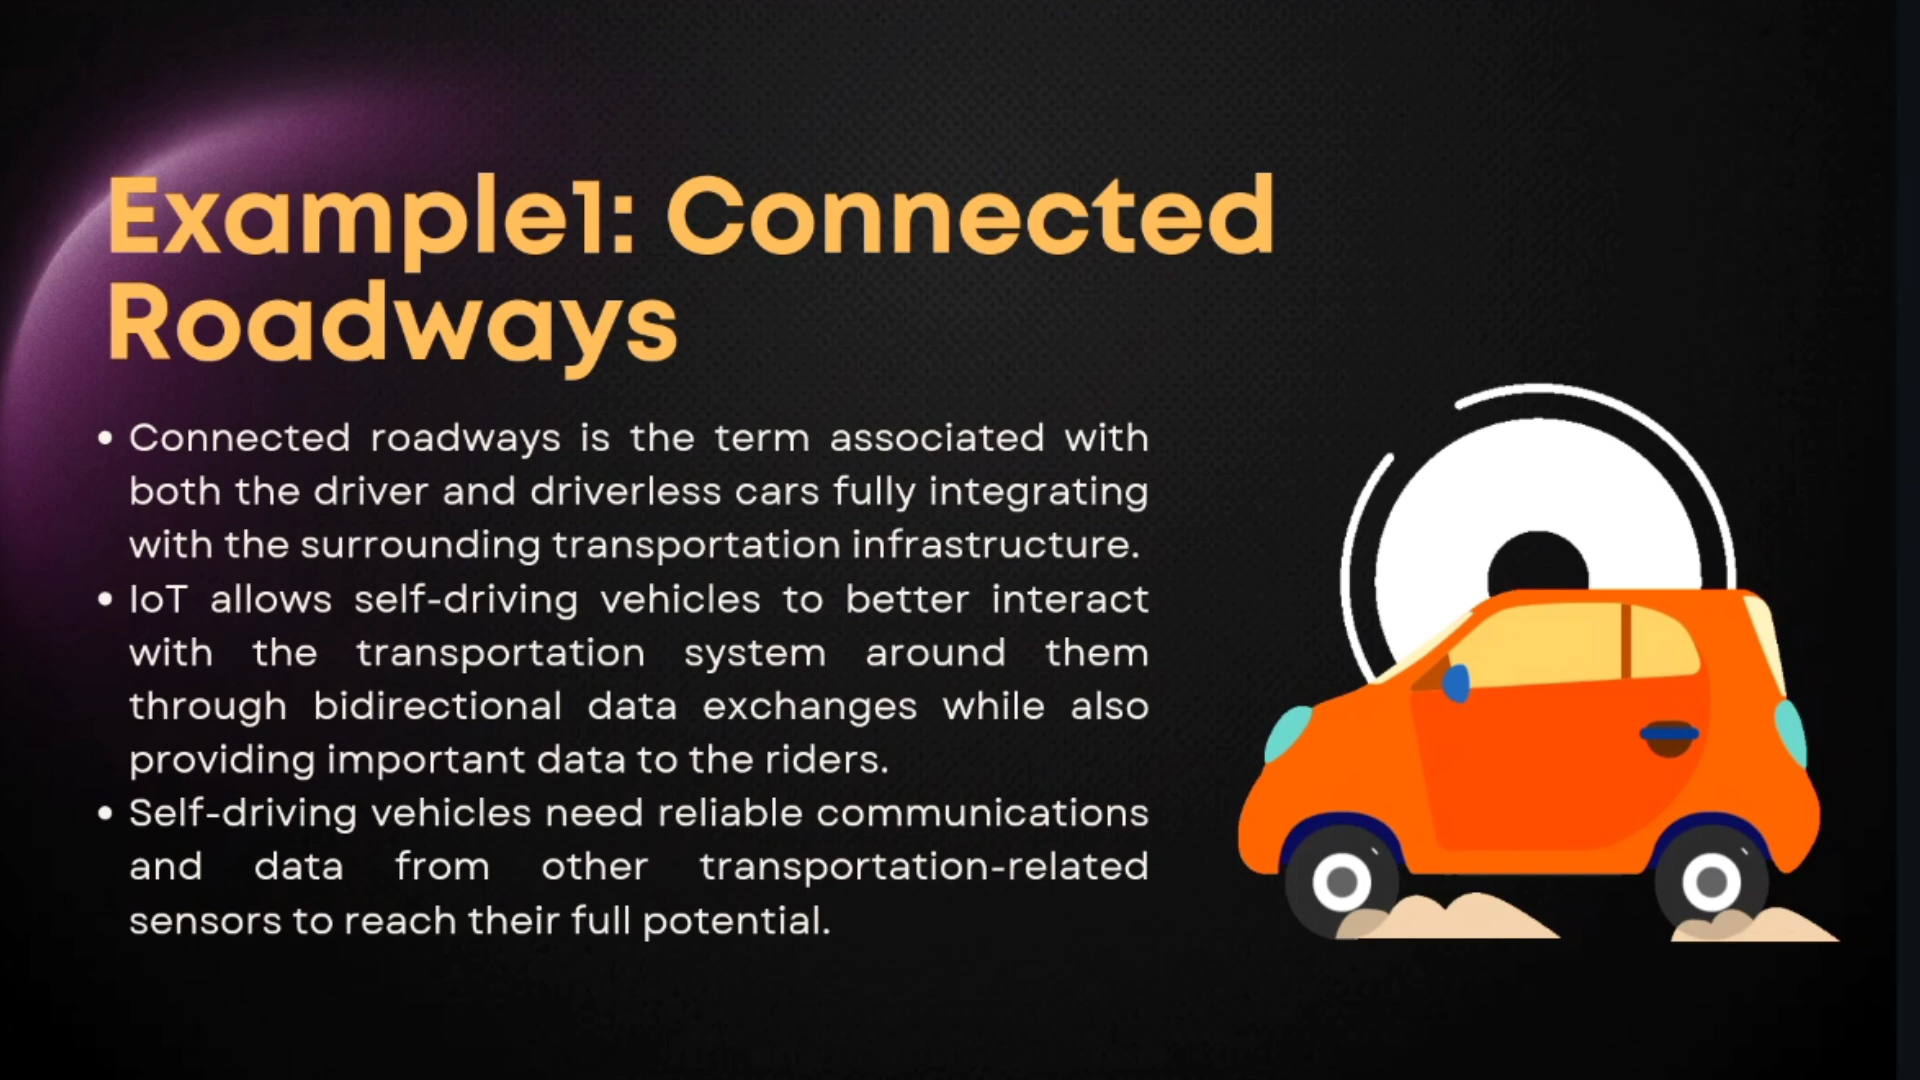 Example1: Connected
Roadways
• Connected roadways is the term associated with
both the driver and driverless cars fully integrating
with the surrounding transportation infrastructure.
• IoT allows self-driving vehicles to better interact
with the transportation system around them
through bidirectional data exchanges while also
providing important data to the riders.
• Self-driving vehicles need reliable communications
and data from other transportation-related
sensors to reach their full potential.